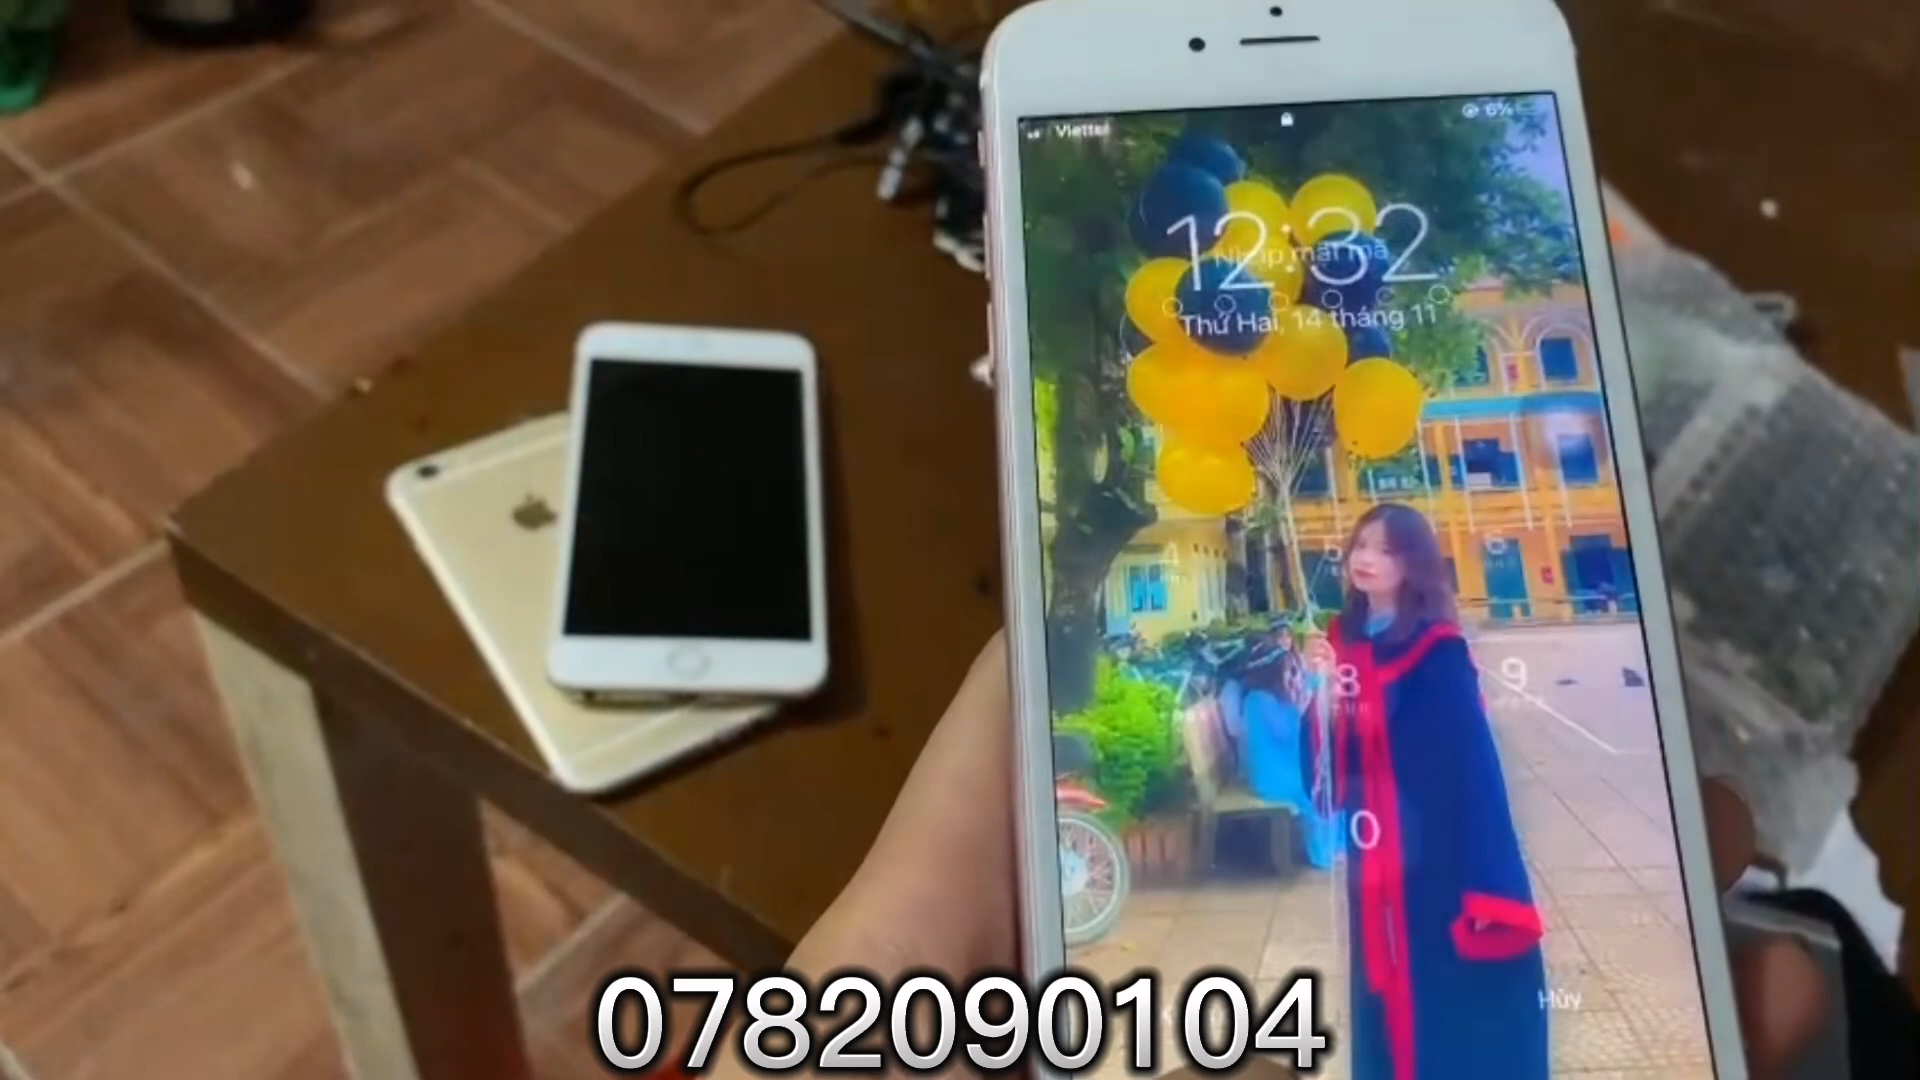 Viettel
6%
12:32
Nhập mật mã
Thứ Hai, 14 tháng 11
4
5
6
7
8
9
0
Hủy
0782090104